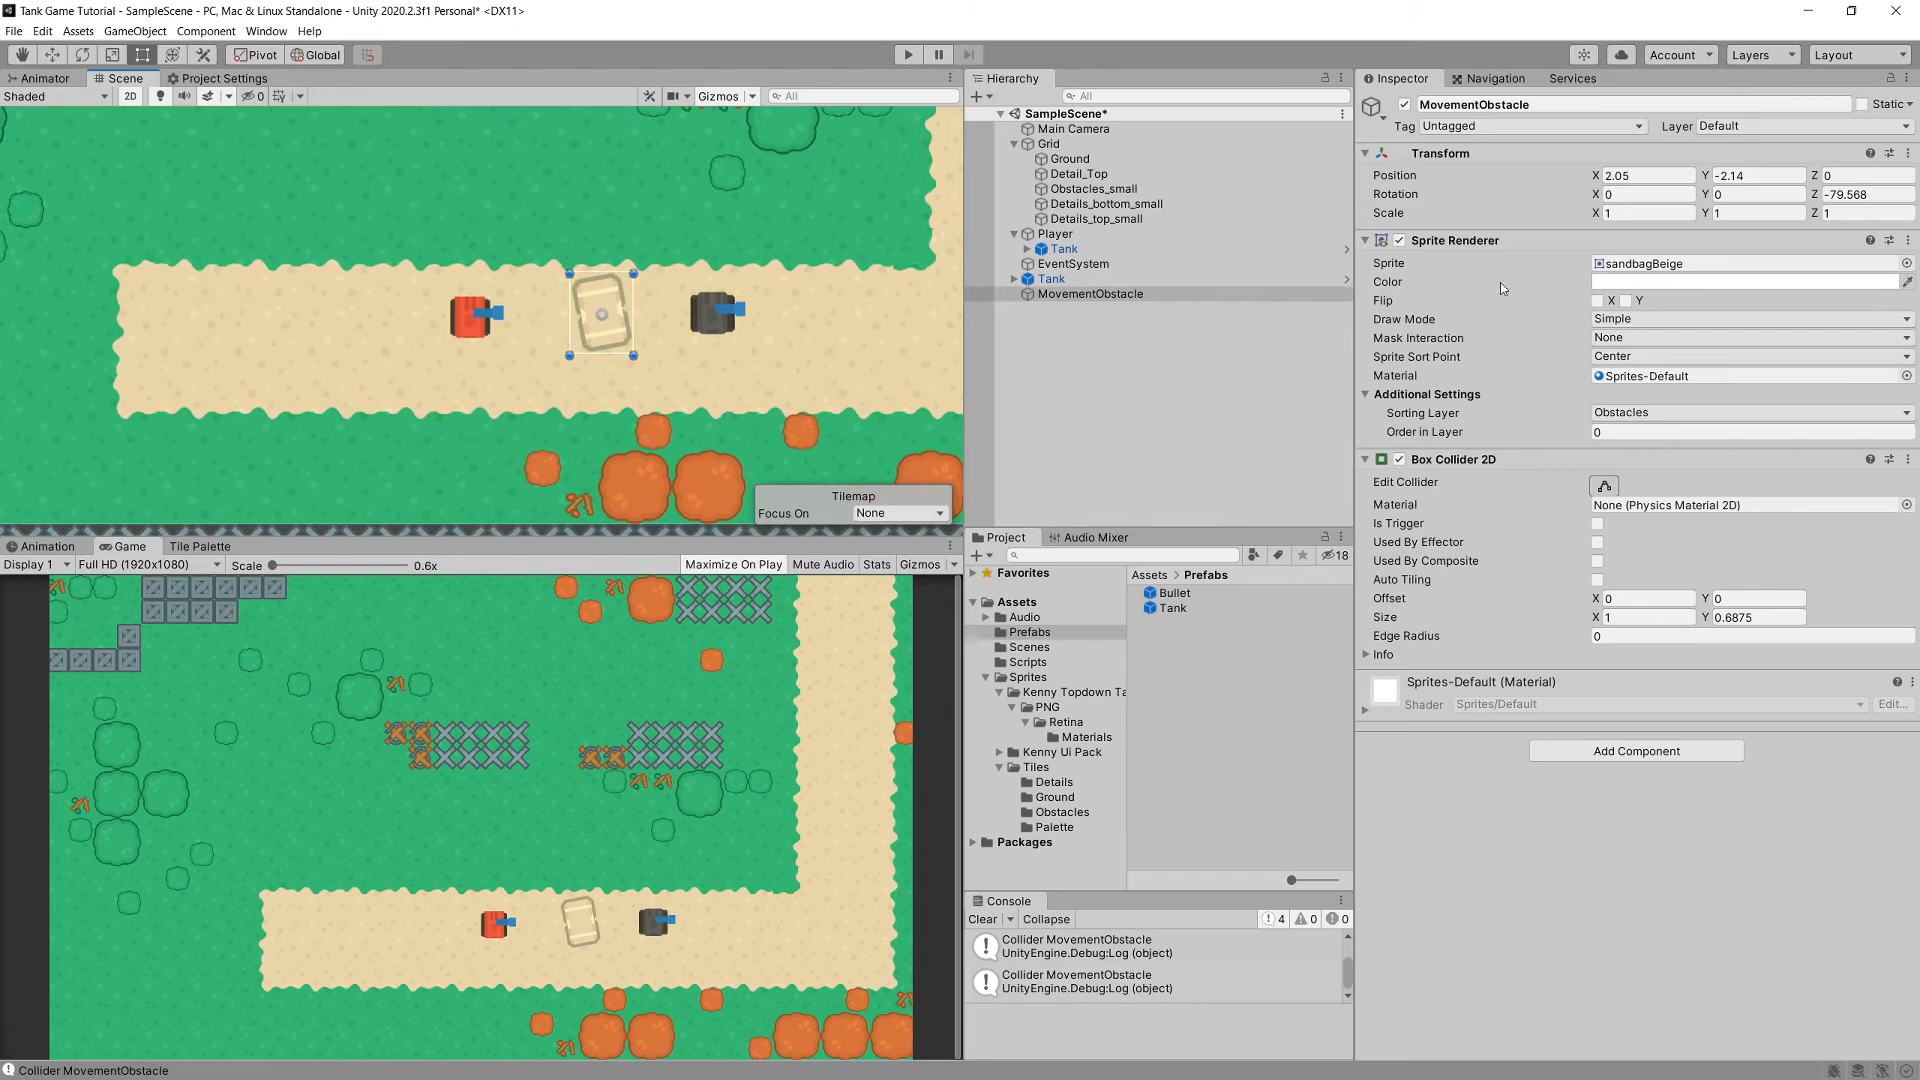 Tank Game Tutorial - SampleScene - PC, Mac & Linux Standalone - Unity 2020.2.3f1 Personal* <DX11>
File Edit Assets GameObject Component Window Help
Pivot Global Account Layers Layout
Animator Scene Project Settings
Shaded 2D 0 Gizmos All
Tilemap
Focus On None
Animation Game Tile Palette
Display 1 Full HD (1920x1080) Scale 0.6x Maximize On Play Mute Audio Stats Gizmos
Hierarchy
All
SampleScene*
Main Camera
Grid
Ground
Detail_Top
Obstacles_small
Details_bottom_small
Details_top_small
Player
Tank
EventSystem
Tank
MovementObstacle
Project Audio Mixer
18
Favorites
Assets
Audio
Prefabs
Scenes
Scripts
Sprites
Kenny Topdown Ta
PNG
Retina
Materials
Kenny Ui Pack
Tiles
Details
Ground
Obstacles
Palette
Packages
Assets Prefabs
Bullet
Tank
Console
Clear Collapse 4 0 0
Collider MovementObstacle
UnityEngine.Debug:Log (object)
Collider MovementObstacle
UnityEngine.Debug:Log (object)
Inspector Navigation Services
MovementObstacle Static
Tag Untagged Layer Default
Transform
Position X 2.05 Y -2.14 Z 0
Rotation X 0 Y 0 Z -79.568
Scale X 1 Y 1 Z 1
Sprite Renderer
Sprite sandbagBeige
Color
Flip X Y
Draw Mode Simple
Mask Interaction None
Sprite Sort Point Center
Material Sprites-Default
Additional Settings
Sorting Layer Obstacles
Order in Layer 0
Box Collider 2D
Edit Collider
Material None (Physics Material 2D)
Is Trigger
Used By Effector
Used By Composite
Auto Tiling
Offset X 0 Y 0
Size X 1 Y 0.6875
Edge Radius 0
Info
Sprites-Default (Material)
Shader Sprites/Default Edit...
Add Component
Collider MovementObstacle